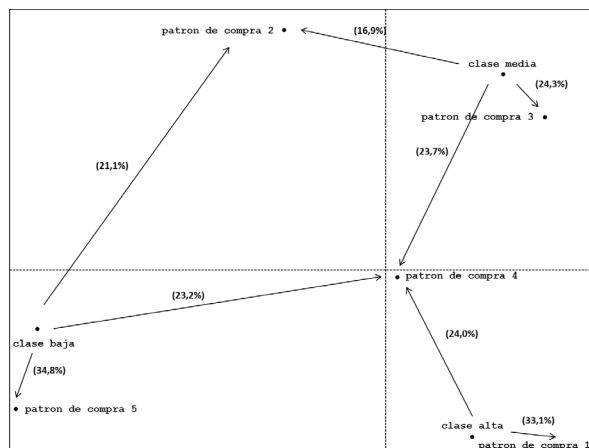 patron de compra 2
(16,9%)
clase media
(24,3%)
patron de compra 3
(23,7%)
(21,1%)
patron de compra 4
(23,2%)
clase baja
(24,0%)
(34,8%)
patron de compra 5
clase alta
(33,1%)
patron de compra 1